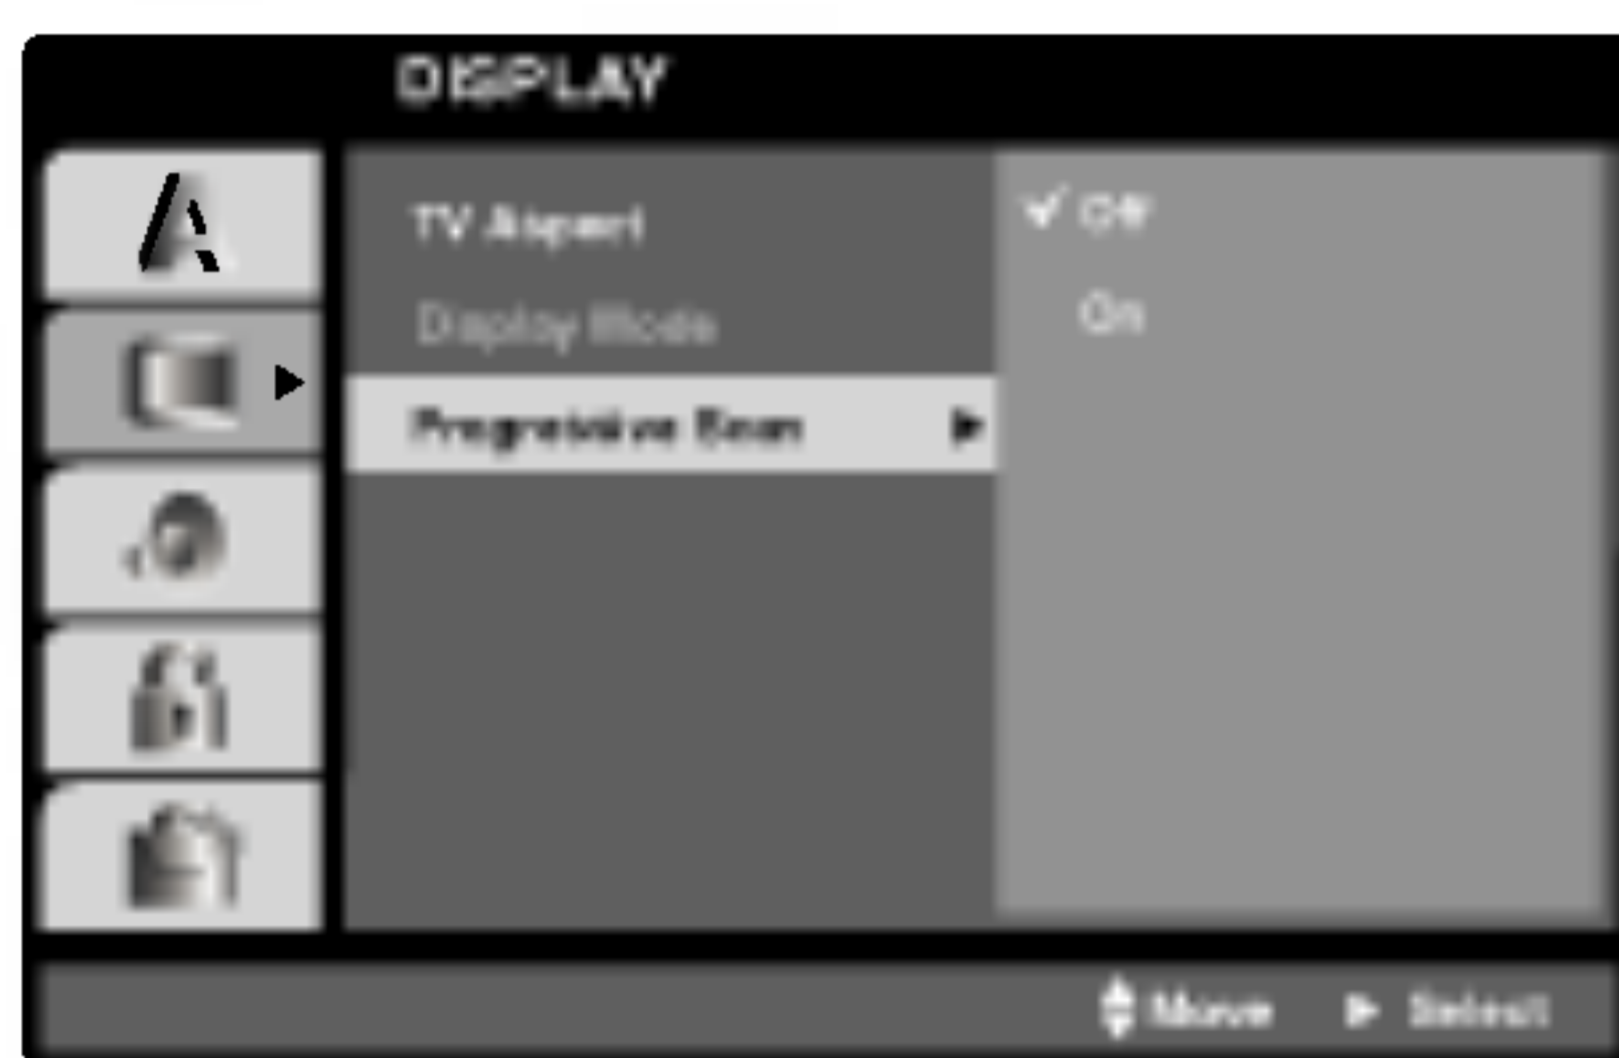 DISPLAY
TV Aspect
Display Mode
Progressive Scan
Off
On
Move Select